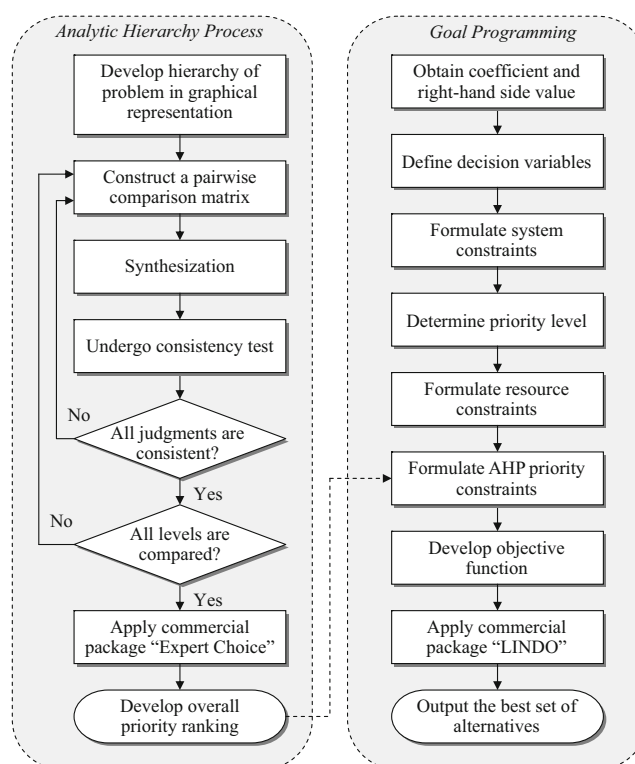 Analytic Hierarchy Process
Develop hierarchy of
problem in graphical
representation
Construct a pairwise
comparison matrix
Synthesization
Undergo consistency test
No
All judgments are
consistent?
Yes
No
All levels are
compared?
Yes
Apply commercial
package “Expert Choice”
Develop overall
priority ranking
Goal Programming
Obtain coefficient and
right-hand side value
Define decision variables
Formulate system
constraints
Determine priority level
Formulate resource
constraints
Formulate AHP priority
constraints
Develop objective
function
Apply commercial
package “LINDO”
Output the best set of
alternatives